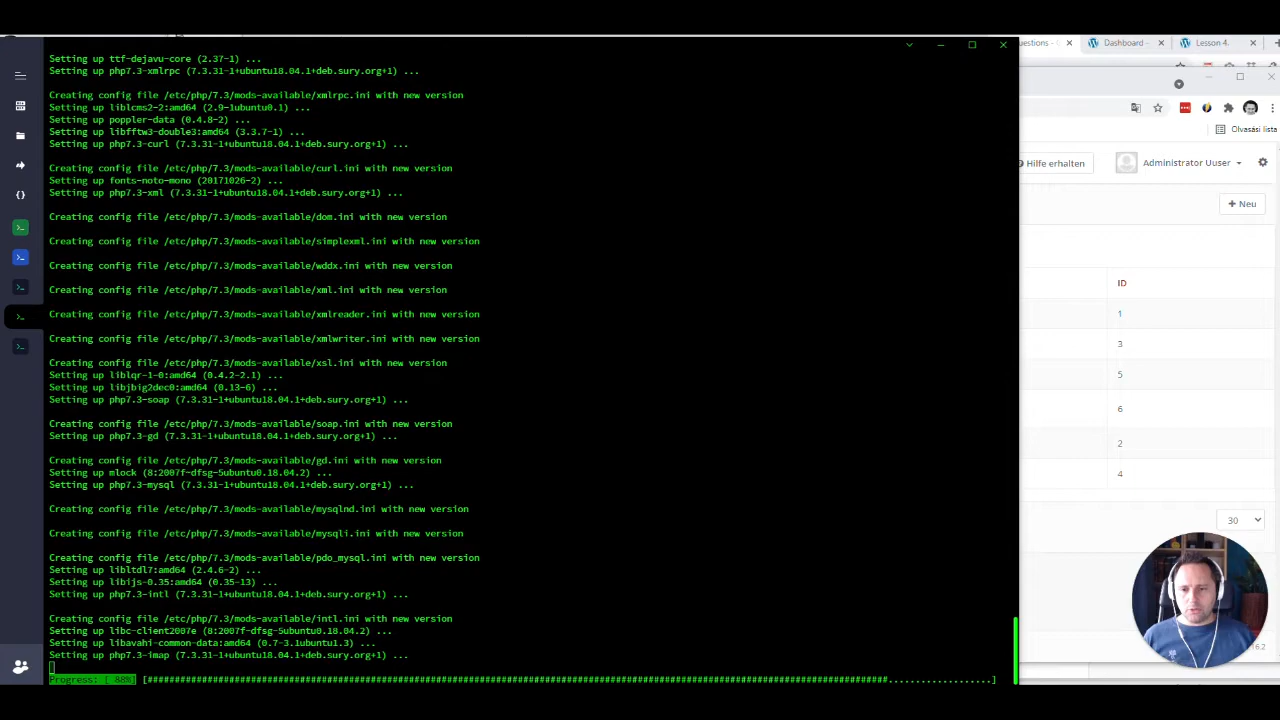 Setting up ttf-dejavu-core (2.37-1) ...
Setting up php7.3-xmlrpc (7.3.31-1+ubuntu18.04.1+deb.sury.org+1) ...
Creating config file /etc/php/7.3/mods-available/xmlrpc.ini with new version
Setting up liblcms2-2:amd64 (2.9-1ubuntu0.1) ...
Setting up poppler-data (0.4.8-2) ...
Setting up libfftw3-double3:amd64 (3.3.7-1) ...
Setting up php7.3-curl (7.3.31-1+ubuntu18.04.1+deb.sury.org+1) ...
Creating config file /etc/php/7.3/mods-available/curl.ini with new version
Setting up fonts-noto-mono (20171026-2) ...
Setting up php7.3-xml (7.3.31-1+ubuntu18.04.1+deb.sury.org+1) ...
Creating config file /etc/php/7.3/mods-available/dom.ini with new version
Creating config file /etc/php/7.3/mods-available/simplexml.ini with new version
Creating config file /etc/php/7.3/mods-available/wddx.ini with new version
Creating config file /etc/php/7.3/mods-available/xml.ini with new version
Creating config file /etc/php/7.3/mods-available/xmlreader.ini with new version
Creating config file /etc/php/7.3/mods-available/xmlwriter.ini with new version
Creating config file /etc/php/7.3/mods-available/xsl.ini with new version
Setting up liblqr-1-0:amd64 (0.4.2-2.1) ...
Setting up libjbig2dec0:amd64 (0.13-6) ...
Setting up php7.3-soap (7.3.31-1+ubuntu18.04.1+deb.sury.org+1) ...
Creating config file /etc/php/7.3/mods-available/soap.ini with new version
Setting up php7.3-gd (7.3.31-1+ubuntu18.04.1+deb.sury.org+1) ...
Creating config file /etc/php/7.3/mods-available/gd.ini with new version
Setting up mlock (8:2007f~dfsg-5ubuntu0.18.04.2) ...
Setting up php7.3-mysql (7.3.31-1+ubuntu18.04.1+deb.sury.org+1) ...
Creating config file /etc/php/7.3/mods-available/mysqlnd.ini with new version
Creating config file /etc/php/7.3/mods-available/mysqli.ini with new version
Creating config file /etc/php/7.3/mods-available/pdo_mysql.ini with new version
Setting up libltdl7:amd64 (2.4.6-2) ...
Setting up libijs-0.35:amd64 (0.35-13) ...
Setting up php7.3-intl (7.3.31-1+ubuntu18.04.1+deb.sury.org+1) ...
Creating config file /etc/php/7.3/mods-available/intl.ini with new version
Setting up libc-client2007e (8:2007f~dfsg-5ubuntu0.18.04.2) ...
Setting up libavahi-common-data:amd64 (0.7-3.1ubuntu1.3) ...
Setting up php7.3-imap (7.3.31-1+ubuntu18.04.1+deb.sury.org+1) ...
Progress: [ 88%]
Dashboard
Lesson 4.
Olvasási lista
Hilfe erhalten
Administrator Uuser
+ Neu
ID
1
3
5
6
2
4
30